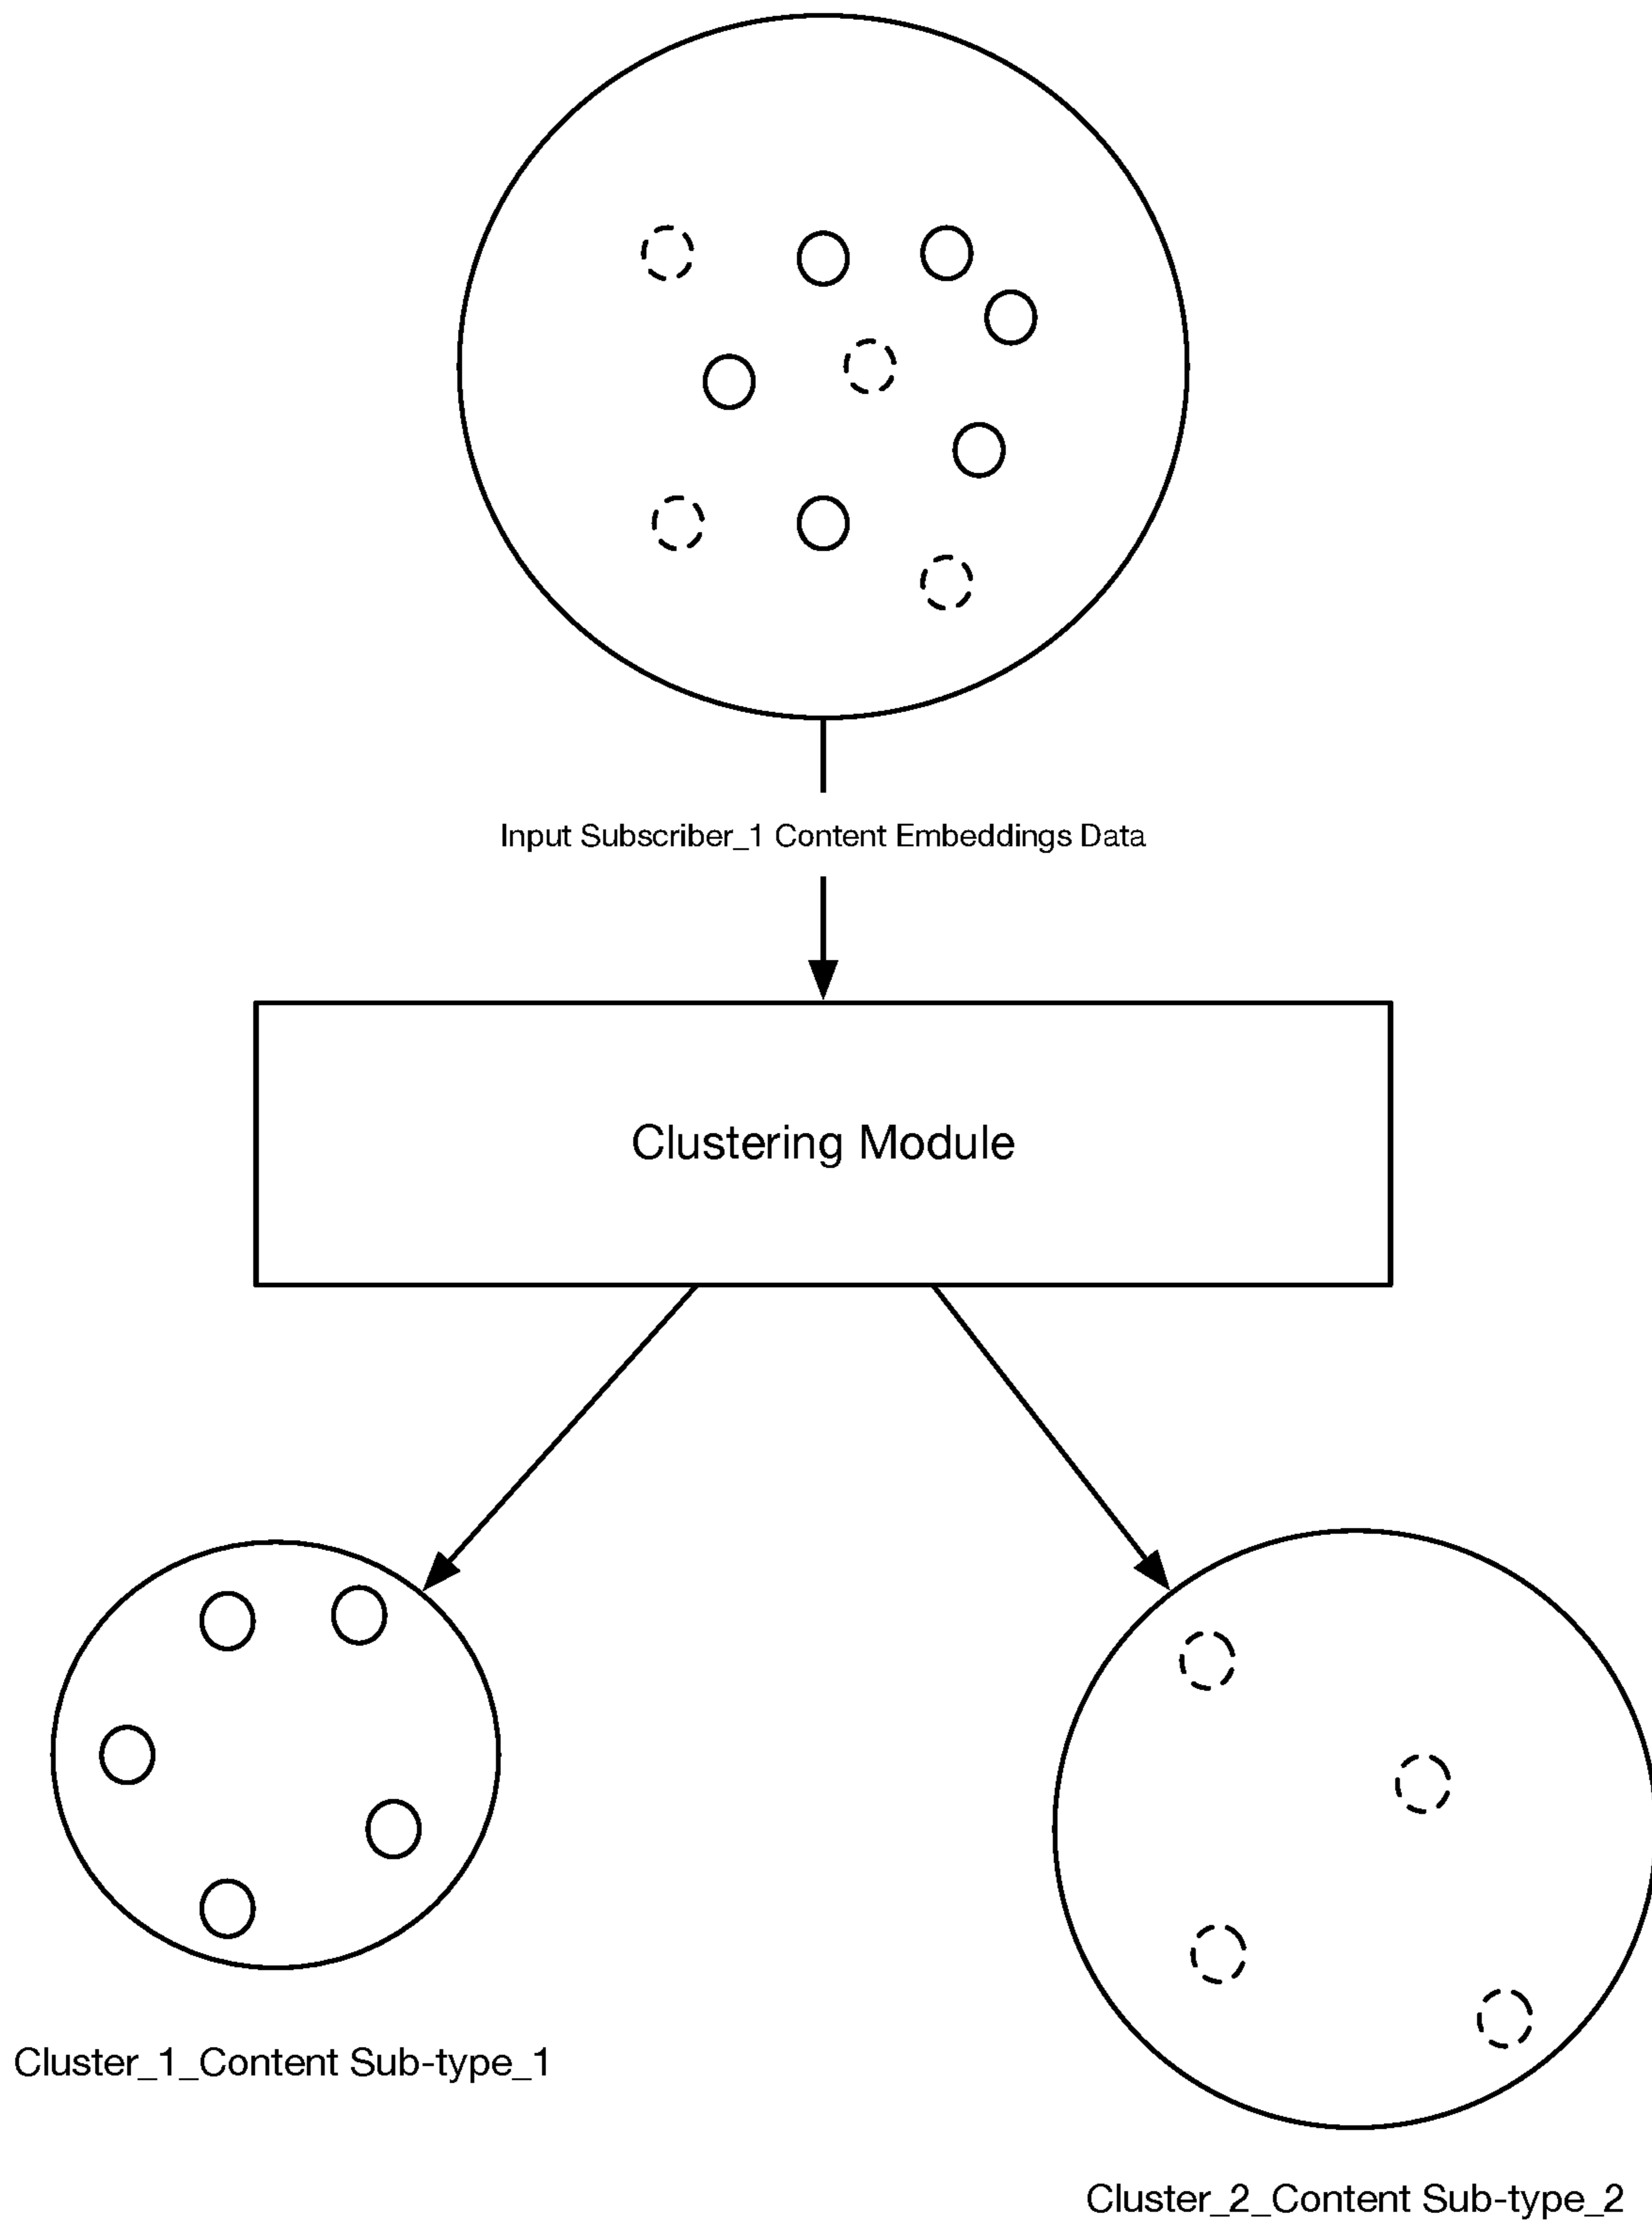 Input Subscriber_1 Content Embeddings Data
Clustering Module
Cluster_1_Content Sub-type_1
Cluster_2_Content Sub-type_2